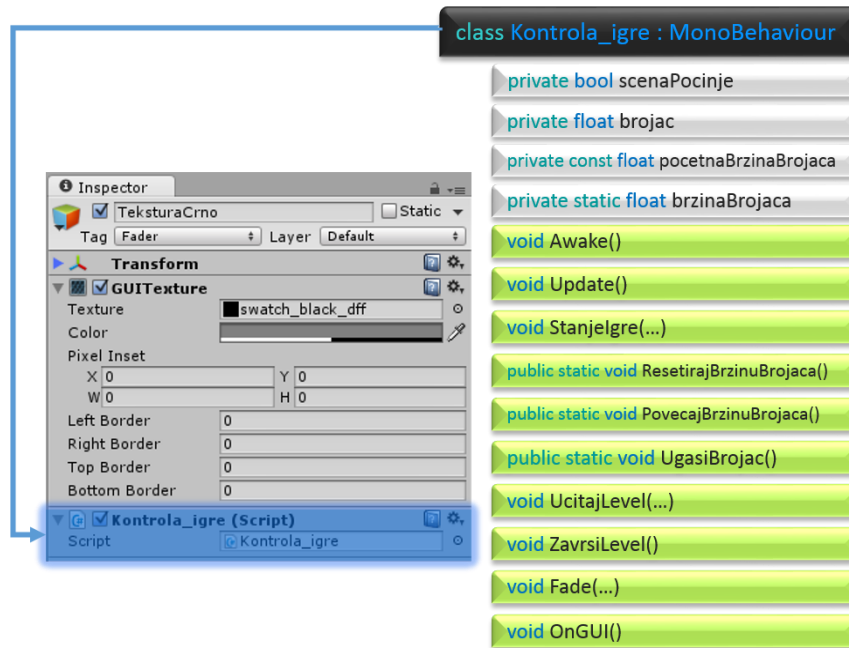 class Kontrola_igre : MonoBehaviour
private bool scenaPocinje
private float brojac
private const float pocetnaBrzinaBrojaca
private static float brzinaBrojaca
void Awake()
void Update()
void StanjeIgre(...)
public static void ResetirajBrzinuBrojaca()
public static void PovecajBrzinuBrojaca()
public static void UgasiBrojac()
void UcitajLevel(...)
void ZavrsiLevel()
void Fade(...)
void OnGUI()
Inspector
TeksturaCrno Static
Tag Fader Layer Default
Transform
GUITexture
Texture swatch_black_dff
Color
Pixel Inset
X 0 Y 0
W 0 H 0
Left Border 0
Right Border 0
Top Border 0
Bottom Border 0
Kontrola_igre (Script)
Script Kontrola_igre